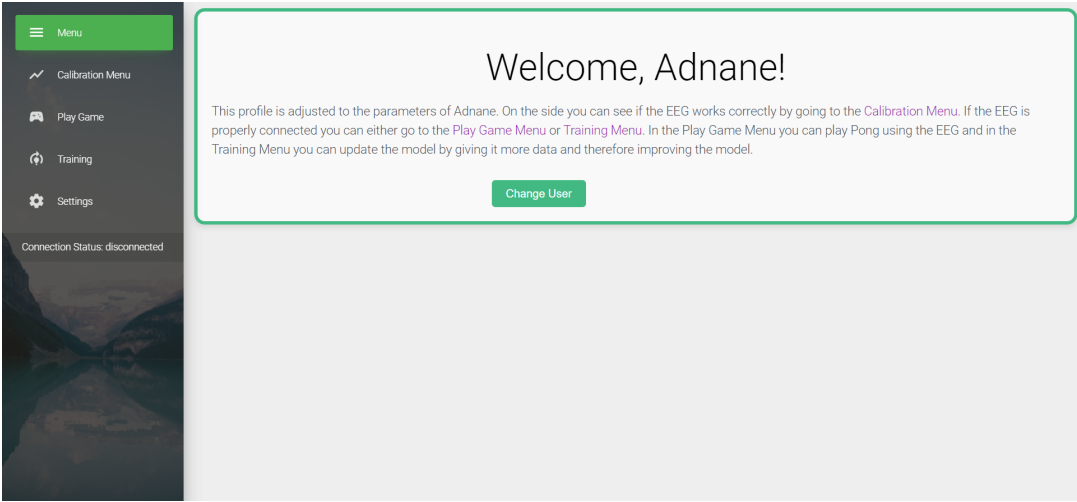 Menu
Calibration Menu
Play Game
Training
Settings
Connection Status: disconnected
Welcome, Adnane!
This profile is adjusted to the parameters of Adnane. On the side you can see if the EEG works correctly by going to the Calibration Menu. If the EEG is
properly connected you can either go to the Play Game Menu or Training Menu. In the Play Game Menu you can play Pong using the EEG and in the
Training Menu you can update the model by giving it more data and therefore improving the model.
Change User